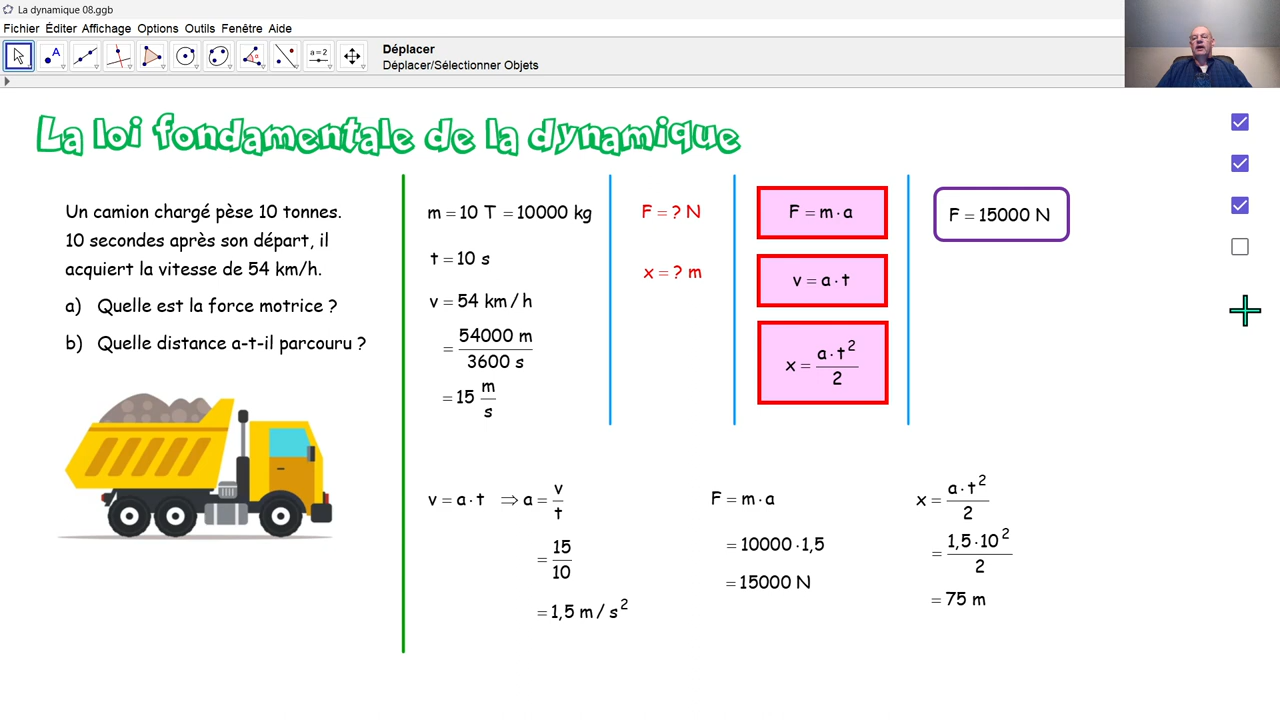 La dynamique 08.ggb
Fichier Éditer Affichage Options Outils Fenêtre Aide
A
a=2
Déplacer
Déplacer/Sélectionner Objets
La loi fondamentale de la dynamique
Un camion chargé pèse 10 tonnes.
10 secondes après son départ, il
acquiert la vitesse de 54 km/h.
a) Quelle est la force motrice ?
b) Quelle distance a-t-il parcouru ?
m = 10 T = 10000 kg
t = 10 s
v = 54 km / h
= 54000 m / 3600 s
= 15 m / s
F = ? N
x = ? m
F = m · a
v = a · t
x = a · t² / 2
F = 15000 N
v = a · t ⇒ a = v / t
= 15 / 10
= 1,5 m / s²
F = m · a
= 10000 · 1,5
= 15000 N
x = a · t² / 2
= 1,5 · 10² / 2
= 75 m